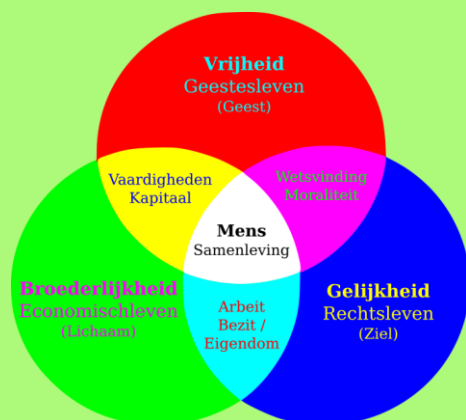 Vrijheid
Geestesleven
(Geest)
Vaardigheden
Kapitaal
Wetsvinding
Moraliteit
Mens
Samenleving
Broederlijkheid
Economischleven
(Lichaam)
Gelijkheid
Rechtsleven
(Ziel)
Arbeit
Bezit /
Eigendom